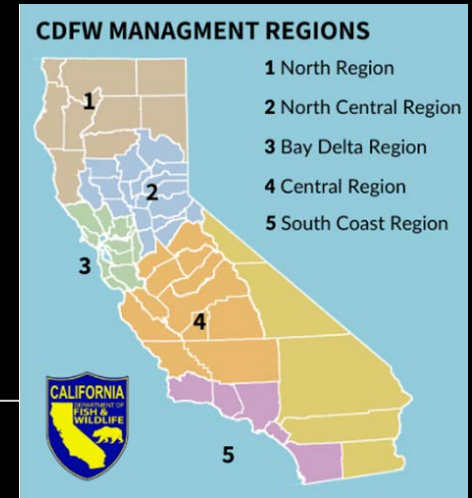 CDFW MANAGMENT REGIONS
1 North Region
2 North Central Region
3 Bay Delta Region
4 Central Region
5 South Coast Region
1
2
3
4
5
CALIFORNIA
DEPARTMENT OF
FISH &
WILDLIFE